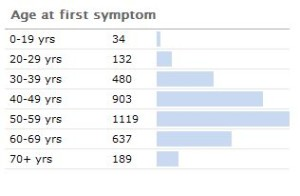 Age at first symptom
0-19 yrs 34
20-29 yrs 132
30-39 yrs 480
40-49 yrs 903
50-59 yrs 1119
60-69 yrs 637
70+ yrs 189